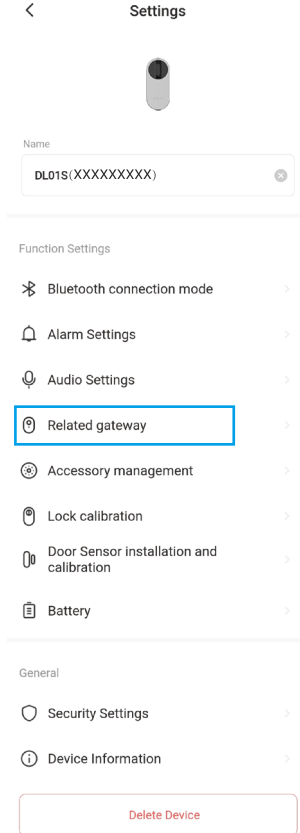 Settings
Name
DL01S(XXXXXXXXX)
Function Settings
Bluetooth connection mode
Alarm Settings
Audio Settings
Related gateway
Accessory management
Lock calibration
Door Sensor installation and
calibration
Battery
General
Security Settings
Device Information
Delete Device